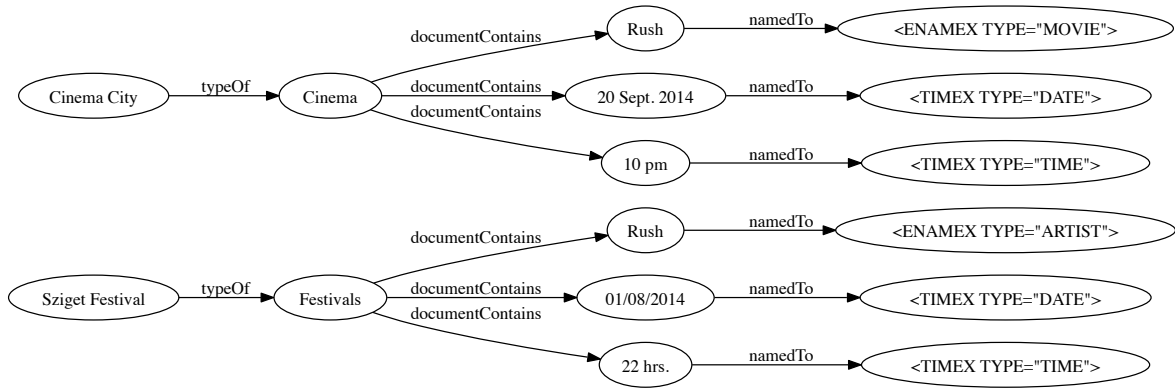 documentContains
Rush
namedTo
<ENAMEX TYPE="MOVIE">
Cinema City
typeOf
Cinema
documentContains
20 Sept. 2014
namedTo
<TIMEX TYPE="DATE">
documentContains
10 pm
namedTo
<TIMEX TYPE="TIME">
documentContains
Rush
namedTo
<ENAMEX TYPE="ARTIST">
Sziget Festival
typeOf
Festivals
documentContains
01/08/2014
namedTo
<TIMEX TYPE="DATE">
documentContains
22 hrs.
namedTo
<TIMEX TYPE="TIME">